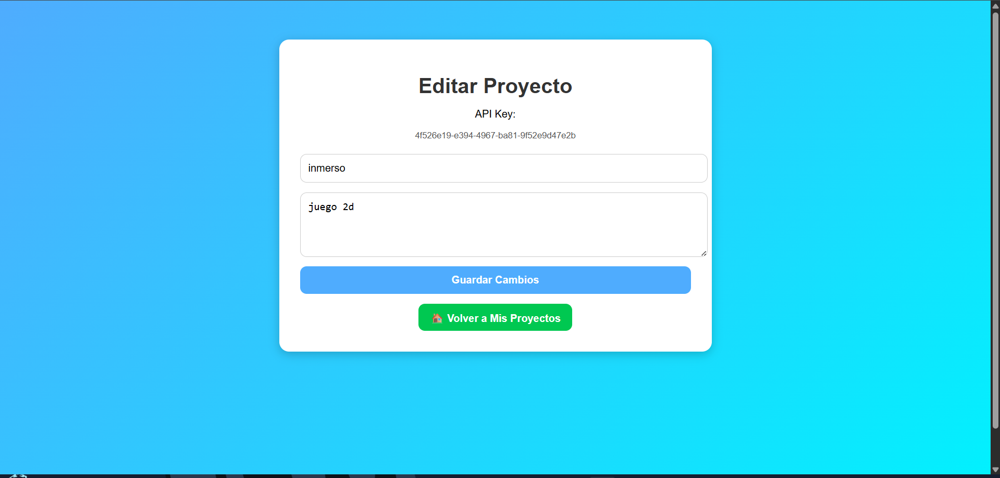 Editar Proyecto
API Key:
4f526e19-e394-4967-ba81-9f52e9d47e2b
inmerso
juego 2d
Guardar Cambios
🏠 Volver a Mis Proyectos